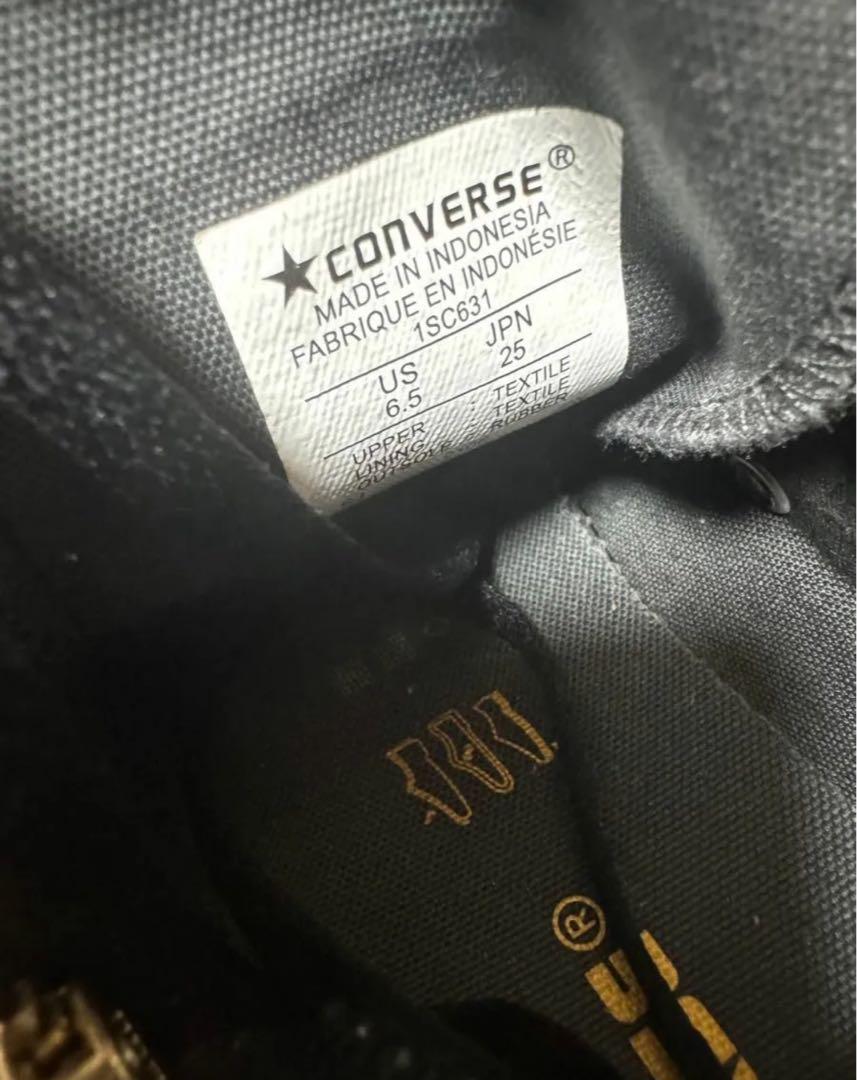 ★CONVERSE®
MADE IN INDONESIA
FABRIQUE EN INDONÉSIE
1SC631
US JPN
6.5 25
UPPER : TEXTILE
LINING : TEXTILE
OUTSOLE : RUBBER
®